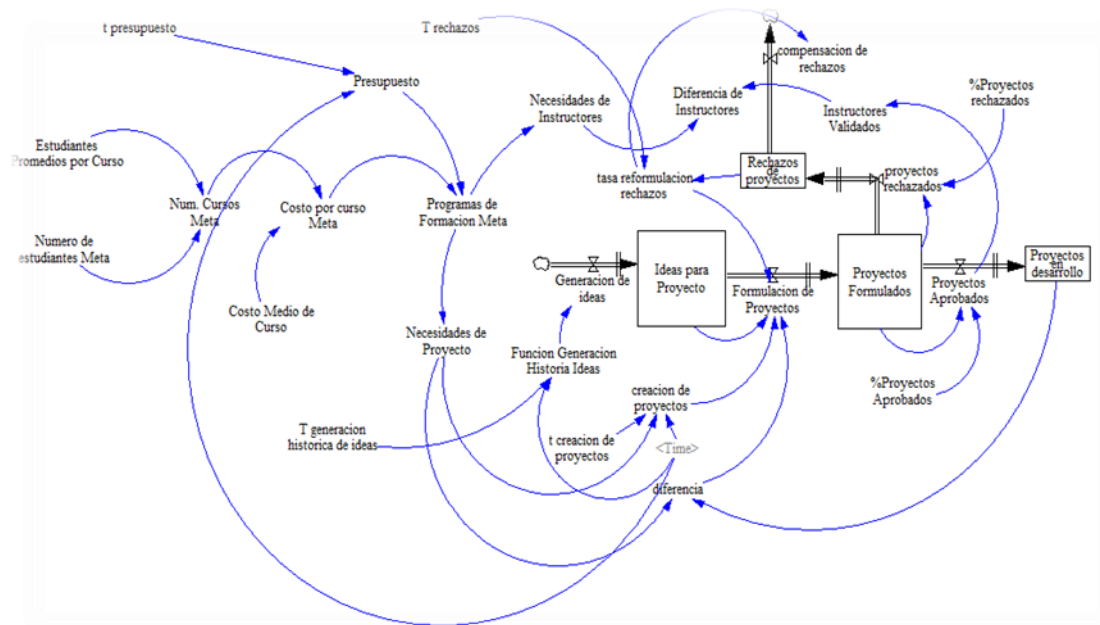 t presupuesto
T rechazos
compensacion de
rechazos
Presupuesto
Necesidades de
Instructores
Diferencia de
Instructores
Instructores
Validados
%Proyectos
rechazados
Estudiantes
Promedios por Curso
Num. Cursos
Meta
Costo por curso
Meta
Programas de
Formacion Meta
tasa reformulacion
rechazos
Rechazos
de
proyectos
proyectos
rechazados
Numero de
estudiantes Meta
Generacion de
ideas
Ideas para
Proyecto
Formulacion de
Proyectos
Proyectos
Formulados
Proyectos
Aprobados
Proyectos
en
desarrollo
Costo Medio de
Curso
Necesidades de
Proyecto
Funcion Generacion
Historia Ideas
%Proyectos
Aprobados
creacion de
proyectos
T generacion
historica de ideas
t creacion de
proyectos
<Time>
diferencia